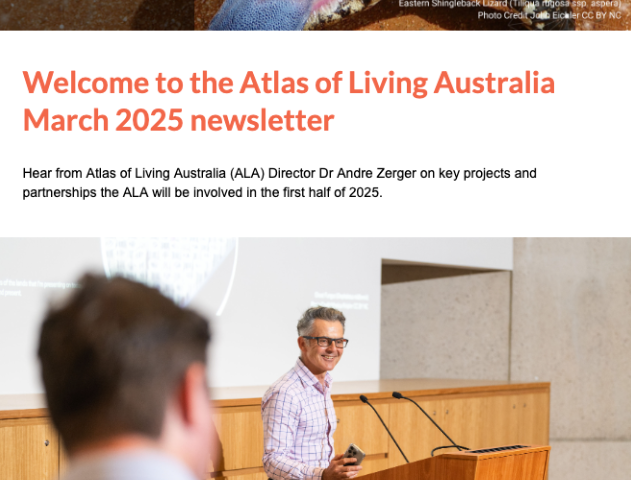 Eastern Shingleback Lizard (Tiliqua rugosa ssp. aspera)
Photo Credit John Eichler CC BY NC
Welcome to the Atlas of Living Australia
March 2025 newsletter
Hear from Atlas of Living Australia (ALA) Director Dr Andre Zerger on key projects and
partnerships the ALA will be involved in the first half of 2025.